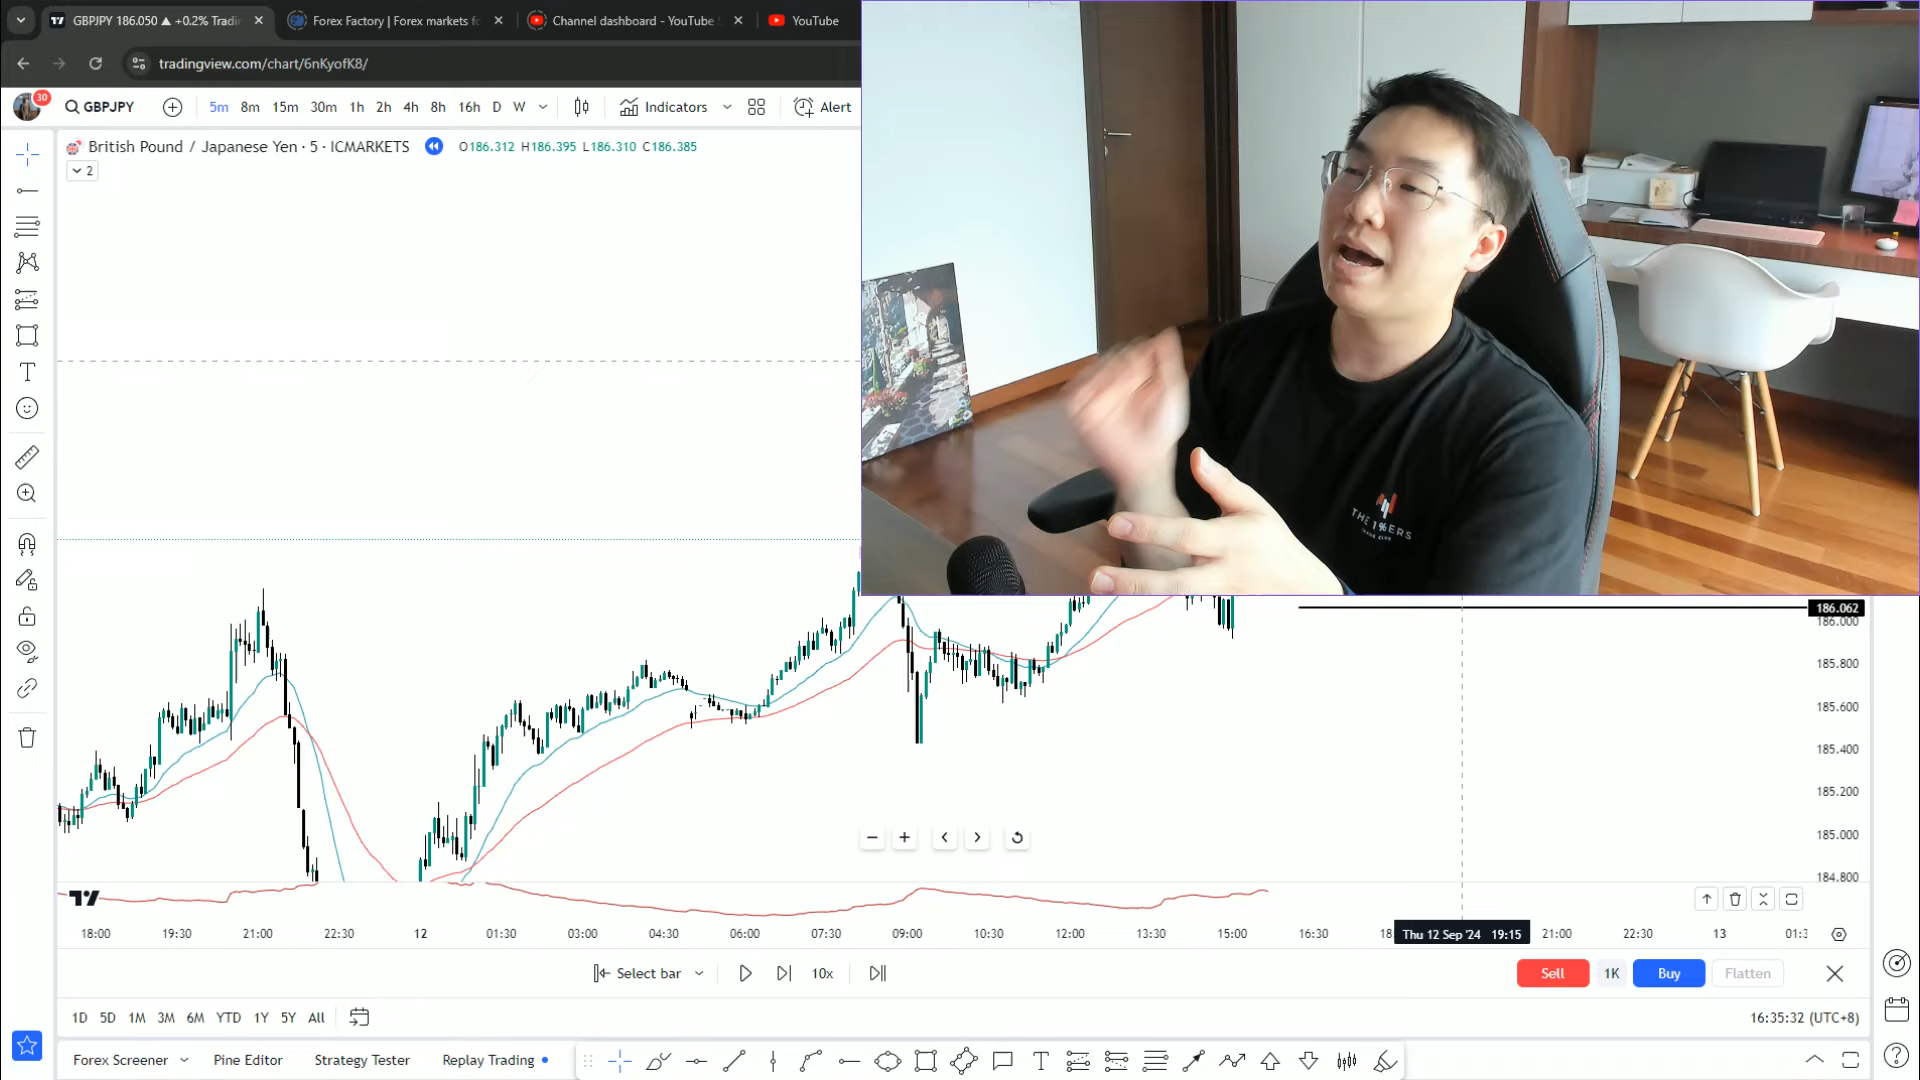 GBPJPY 186.050 ▲ +0.2% Tradi
Forex Factory | Forex markets fo
Channel dashboard - YouTube
YouTube
tradingview.com/chart/6nKyofK8/
30
GBPJPY
5m 8m 15m 30m 1h 2h 4h 8h 16h D W
Indicators
Alert
British Pound / Japanese Yen · 5 · ICMARKETS
O186.312 H186.395 L186.310 C186.385
2
THE 1%ERS
186.062
186.000
185.800
185.600
185.400
185.200
185.000
184.800
18:00 19:30 21:00 22:30 12 01:30 03:00 04:30 06:00 07:30 09:00 10:30 12:00 13:30 15:00 16:30 18 Thu 12 Sep '24 19:15 21:00 22:30 13 01:3
Select bar
10x
Sell 1K Buy Flatten
1D 5D 1M 3M 6M YTD 1Y 5Y All
16:35:32 (UTC+8)
Forex Screener Pine Editor Strategy Tester Replay Trading